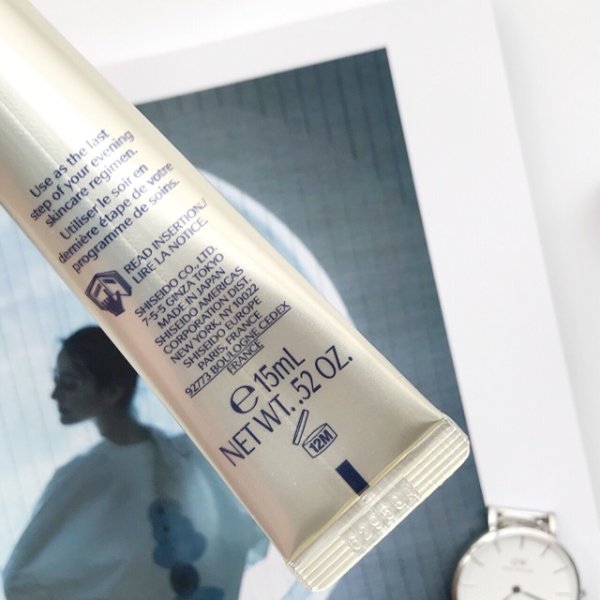 Use as the last
step of your evening
skincare regimen.
Utiliser le soir en
dernière étape de votre
programme de soins.
READ INSERTION./
LIRE LA NOTICE.
SHISEIDO CO., LTD.
7-5-5 GINZA TOKYO
MADE IN JAPAN
SHISEIDO AMERICAS
CORPORATION DIST.
NEW YORK, NY 10022
SHISEIDO EUROPE
PARIS, FRANCE
92773 BOULOGNE CEDEX
FRANCE
e 15mL
NET WT. .52 OZ.
12M